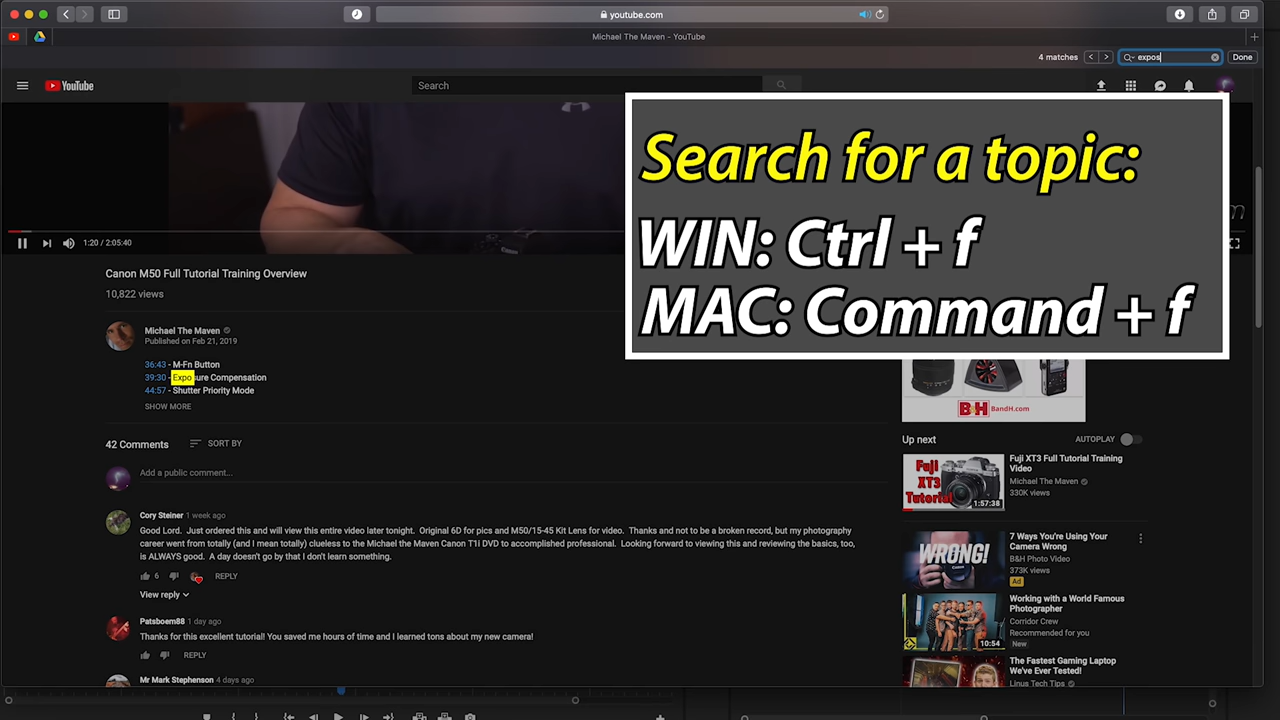 youtube.com
Michael The Maven - YouTube
4 matches
expos
Done
YouTube
Search
Search for a topic:
WIN: Ctrl + f
MAC: Command + f
1:20 / 2:05:40
Canon M50 Full Tutorial Training Overview
10,822 views
Michael The Maven
Published on Feb 21, 2019
36:43 - M-Fn Button
39:30 - Exposure Compensation
44:57 - Shutter Priority Mode
SHOW MORE
B&H BandH.com
42 Comments
SORT BY
Add a public comment...
Cory Steiner 1 week ago
Good Lord. Just ordered this and will view this entire video later tonight. Original 6D for pics and M50/15-45 Kit Lens for video. Thanks and not to be a broken record, but my photography
career went from totally (and I mean totally) clueless to the Michael the Maven Canon T1i DVD to accomplished professional. Looking forward to viewing this and reviewing the basics, too,
is ALWAYS good. A day doesn't go by that I don't learn something.
6
REPLY
View reply
Patsboem88 1 day ago
Thanks for this excellent tutorial! You saved me hours of time and I learned tons about my new camera!
REPLY
Mr Mark Stephenson 4 days ago
Up next
AUTOPLAY
Fuji
XT3
Tutorial
1:57:38
Fuji XT3 Full Tutorial Training
Video
Michael The Maven
330K views
WRONG!
7 Ways You're Using Your
Camera Wrong
B&H Photo Video
373K views
Ad
10:54
Working with a World Famous
Photographer
Corridor Crew
Recommended for you
New
The Fastest Gaming Laptop
We've Ever Tested!
Linus Tech Tips